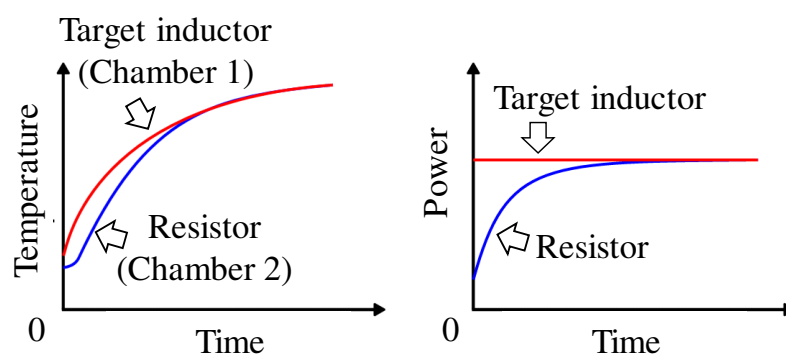 Target inductor
(Chamber 1)
Temperature
Resistor
(Chamber 2)
0
Time
Target inductor
Power
Resistor
0
Time